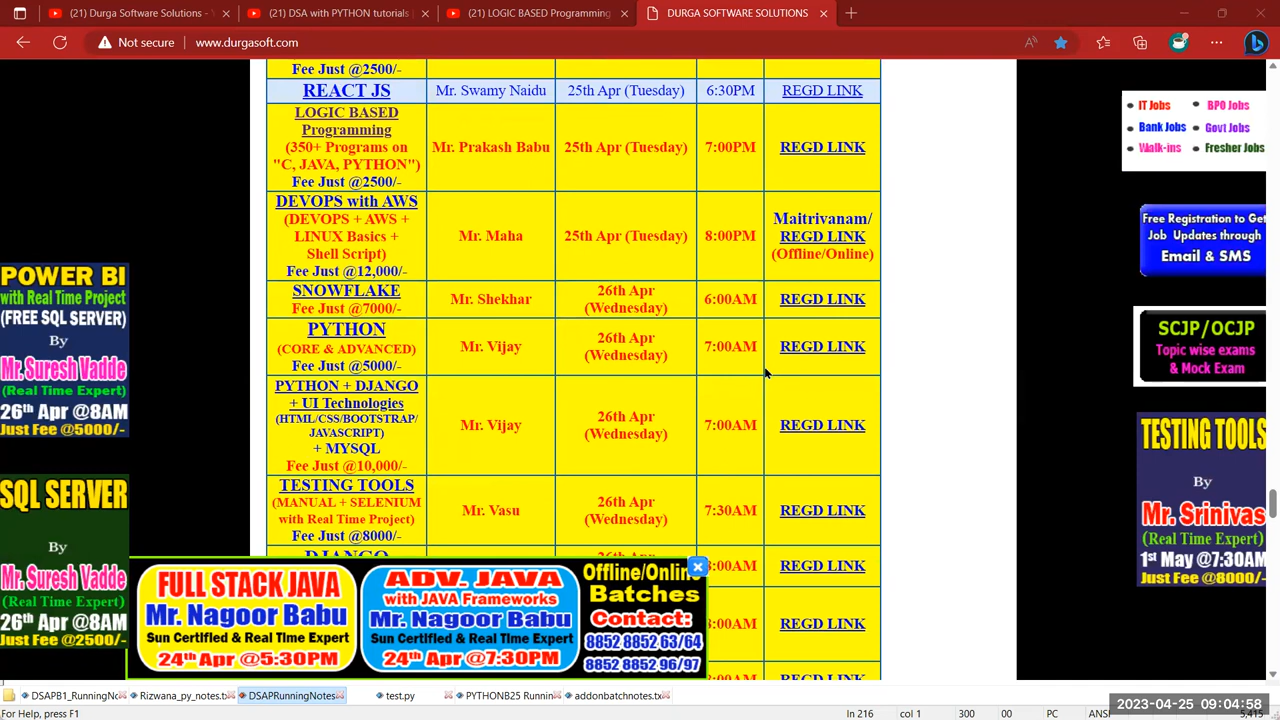 (21) Durga Software Solutions -
(21) DSA with PYTHON tutorials |
(21) LOGIC BASED Programming
DURGA SOFTWARE SOLUTIONS
Not secure
www.durgasoft.com
Fee Just @2500/-
REACT JS
Mr. Swamy Naidu
25th Apr (Tuesday)
6:30PM
REGD LINK
LOGIC BASED
Programming
(350+ Programs on
"C, JAVA, PYTHON")
Fee Just @2500/-
Mr. Prakash Babu
25th Apr (Tuesday)
7:00PM
REGD LINK
DEVOPS with AWS
(DEVOPS + AWS +
LINUX Basics +
Shell Script)
Fee Just @12,000/-
Mr. Maha
25th Apr (Tuesday)
8:00PM
Maitrivanam/
REGD LINK
(Offline/Online)
SNOWFLAKE
Fee Just @7000/-
Mr. Shekhar
26th Apr
(Wednesday)
6:00AM
REGD LINK
PYTHON
(CORE & ADVANCED)
Fee Just @5000/-
Mr. Vijay
26th Apr
(Wednesday)
7:00AM
REGD LINK
PYTHON + DJANGO
+ UI Technologies
(HTML/CSS/BOOTSTRAP/
JAVASCRIPT)
+ MYSQL
Fee Just @10,000/-
Mr. Vijay
26th Apr
(Wednesday)
7:00AM
REGD LINK
TESTING TOOLS
(MANUAL + SELENIUM
with Real Time Project)
Fee Just @8000/-
Mr. Vasu
26th Apr
(Wednesday)
7:30AM
REGD LINK
DJANGO
26th Apr
8:00AM
REGD LINK
8:00AM
REGD LINK
8:00AM
REGD LINK
POWER BI
with Real Time Project
(FREE SQL SERVER)
By
Mr.Suresh Vadde
(Real Time Expert)
26th Apr @8AM
Just Fee @5000/-
SQL SERVER
By
Mr.Suresh Vadde
(Real Time Expert)
26th Apr @8AM
Just Fee @2500/-
FULL STACK JAVA
Mr. Nagoor Babu
Sun Certified & Real Time Expert
24th Apr @5:30PM
ADV. JAVA
with JAVA Frameworks
Mr. Nagoor Babu
Sun Certified & Real Time Expert
24th Apr @7:30PM
Offline/Online
Batches
Contact:
8852 8852 63/64
8852 8852 96/97
IT Jobs
BPO Jobs
Bank Jobs
Govt Jobs
Walk-ins
Fresher Jobs
Free Registration to Get
Job Updates through
Email & SMS
SCJP/OCJP
Topic wise exams
& Mock Exam
TESTING TOOLS
By
Mr. Srinivas
(Real Time Expert)
1st May @7:30AM
Just Fee @8000/-
DSAPB1_RunningNo
Rizwana_py_notes.tx
DSAPRunningNotes
test.py
PYTHONB25 Runnin
addonbatchnotes.tx
For Help, press F1
ln 216
col 1
300
00
PC
ANSI
2023-04-25 09:04:58